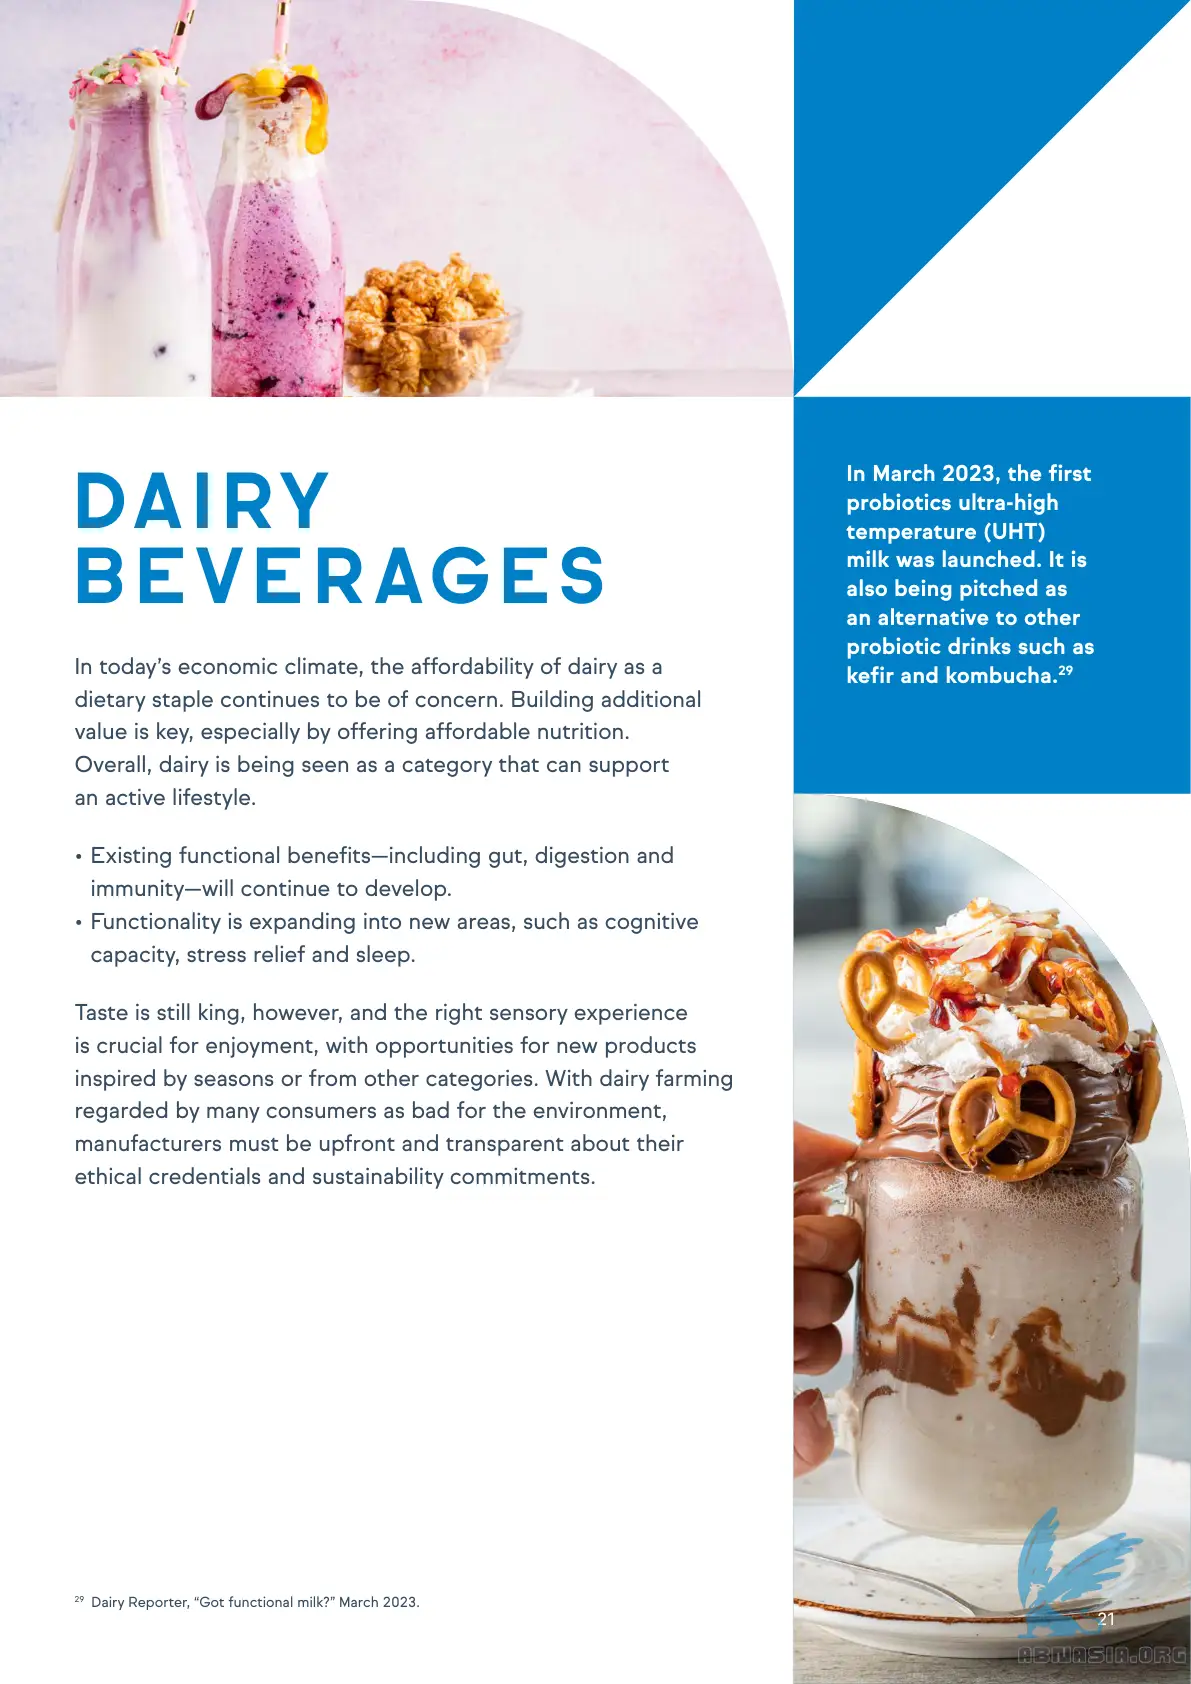 DAIRY
BEVERAGES
In today’s economic climate, the affordability of dairy as a
dietary staple continues to be of concern. Building additional
value is key, especially by offering affordable nutrition.
Overall, dairy is being seen as a category that can support
an active lifestyle.
• Existing functional benefits—including gut, digestion and
immunity—will continue to develop.
• Functionality is expanding into new areas, such as cognitive
capacity, stress relief and sleep.
Taste is still king, however, and the right sensory experience
is crucial for enjoyment, with opportunities for new products
inspired by seasons or from other categories. With dairy farming
regarded by many consumers as bad for the environment,
manufacturers must be upfront and transparent about their
ethical credentials and sustainability commitments.
In March 2023, the first
probiotics ultra-high
temperature (UHT)
milk was launched. It is
also being pitched as
an alternative to other
probiotic drinks such as
kefir and kombucha.²⁹
²⁹ Dairy Reporter, “Got functional milk?” March 2023.
21
ABNASIA.ORG